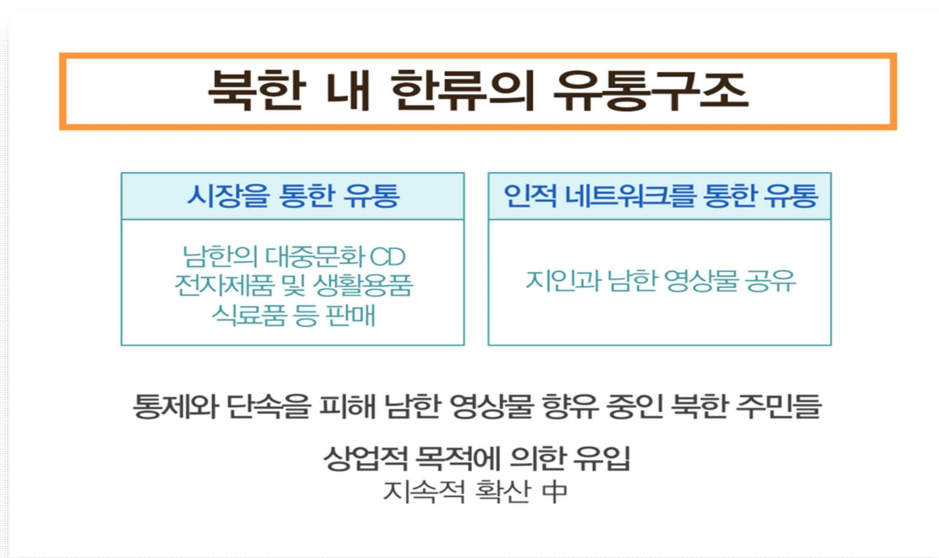 북한 내 한류의 유통구조
시장을 통한 유통
남한의 대중문화 CD
전자제품 및 생활용품
식료품 등 판매
인적 네트워크를 통한 유통
지인과 남한 영상물 공유
통제와 단속을 피해 남한 영상물 향유 중인 북한 주민들
상업적 목적에 의한 유입
지속적 확산 中